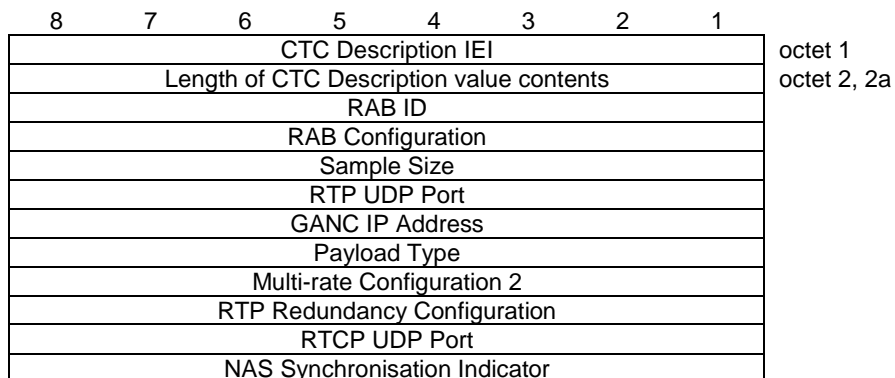 8 7 6 5 4 3 2 1
CTC Description IEI octet 1
Length of CTC Description value contents octet 2, 2a
RAB ID
RAB Configuration
Sample Size
RTP UDP Port
GANC IP Address
Payload Type
Multi-rate Configuration 2
RTP Redundancy Configuration
RTCP UDP Port
NAS Synchronisation Indicator